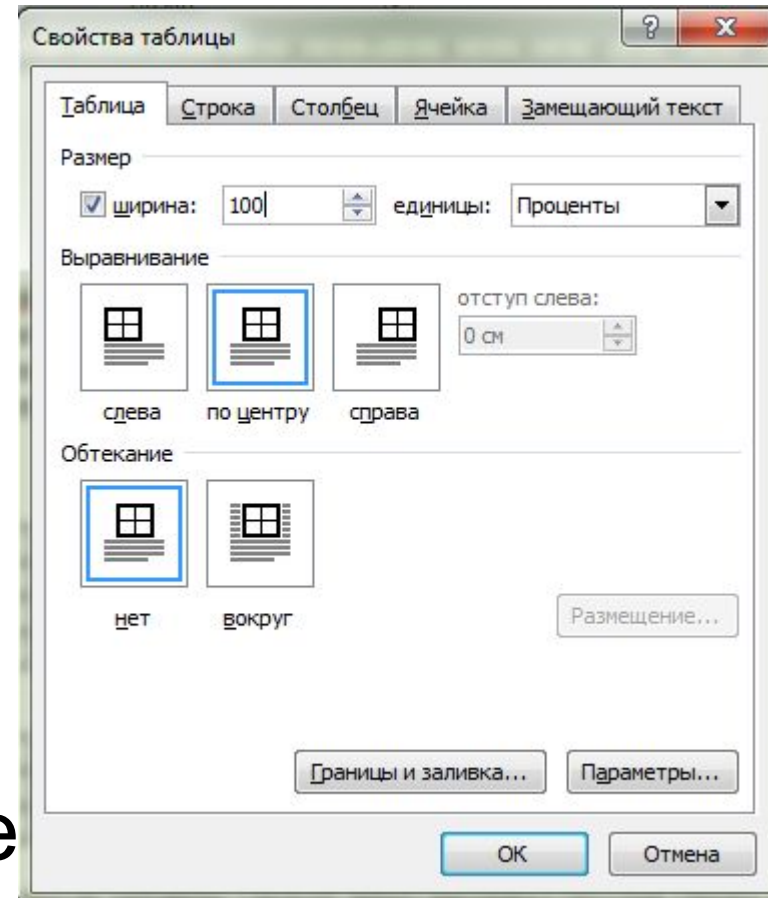 Свойства таблицы
Таблица Строка Столбец Ячейка Замещающий текст
Размер
ширина: 100 единицы: Проценты
Выравнивание
отступ слева:
0 см
слева по центру справа
Обтекание
нет вокруг
Размещение...
Границы и заливка... Параметры...
е
ОК Отмена